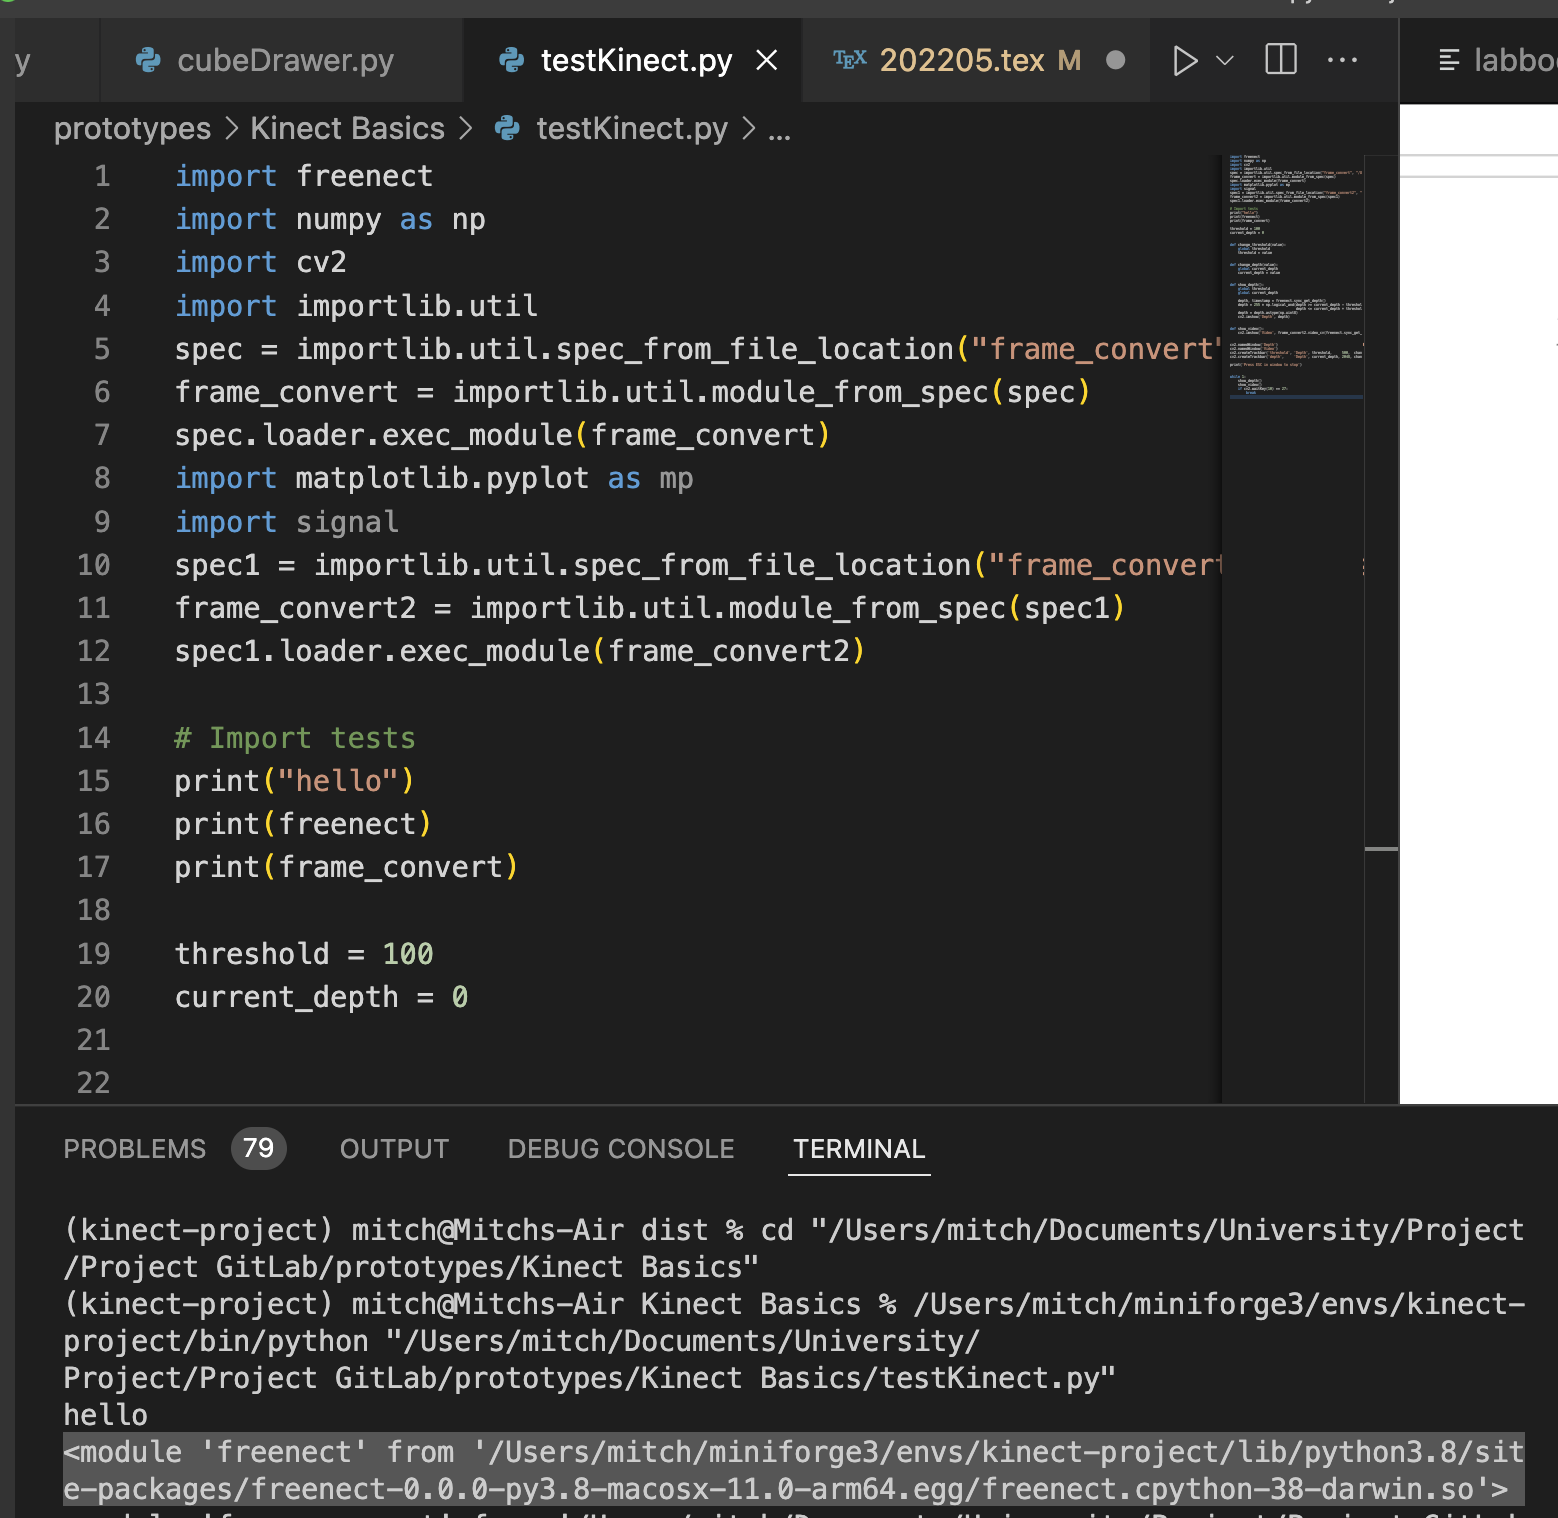 y cubeDrawer.py testKinect.py 202205.tex M labboo
prototypes > Kinect Basics > testKinect.py > ...
1 import freenect
2 import numpy as np
3 import cv2
4 import importlib.util
5 spec = importlib.util.spec_from_file_location("frame_convert"
6 frame_convert = importlib.util.module_from_spec(spec)
7 spec.loader.exec_module(frame_convert)
8 import matplotlib.pyplot as mp
9 import signal
10 spec1 = importlib.util.spec_from_file_location("frame_convert
11 frame_convert2 = importlib.util.module_from_spec(spec1)
12 spec1.loader.exec_module(frame_convert2)
13
14 # Import tests
15 print("hello")
16 print(freenect)
17 print(frame_convert)
18
19 threshold = 100
20 current_depth = 0
21
22
PROBLEMS 79 OUTPUT DEBUG CONSOLE TERMINAL
(kinect-project) mitch@Mitchs-Air dist % cd "/Users/mitch/Documents/University/Project
/Project GitLab/prototypes/Kinect Basics"
(kinect-project) mitch@Mitchs-Air Kinect Basics % /Users/mitch/miniforge3/envs/kinect-
project/bin/python "/Users/mitch/Documents/University/
Project/Project GitLab/prototypes/Kinect Basics/testKinect.py"
hello
<module 'freenect' from '/Users/mitch/miniforge3/envs/kinect-project/lib/python3.8/sit
e-packages/freenect-0.0.0-py3.8-macosx-11.0-arm64.egg/freenect.cpython-38-darwin.so'>